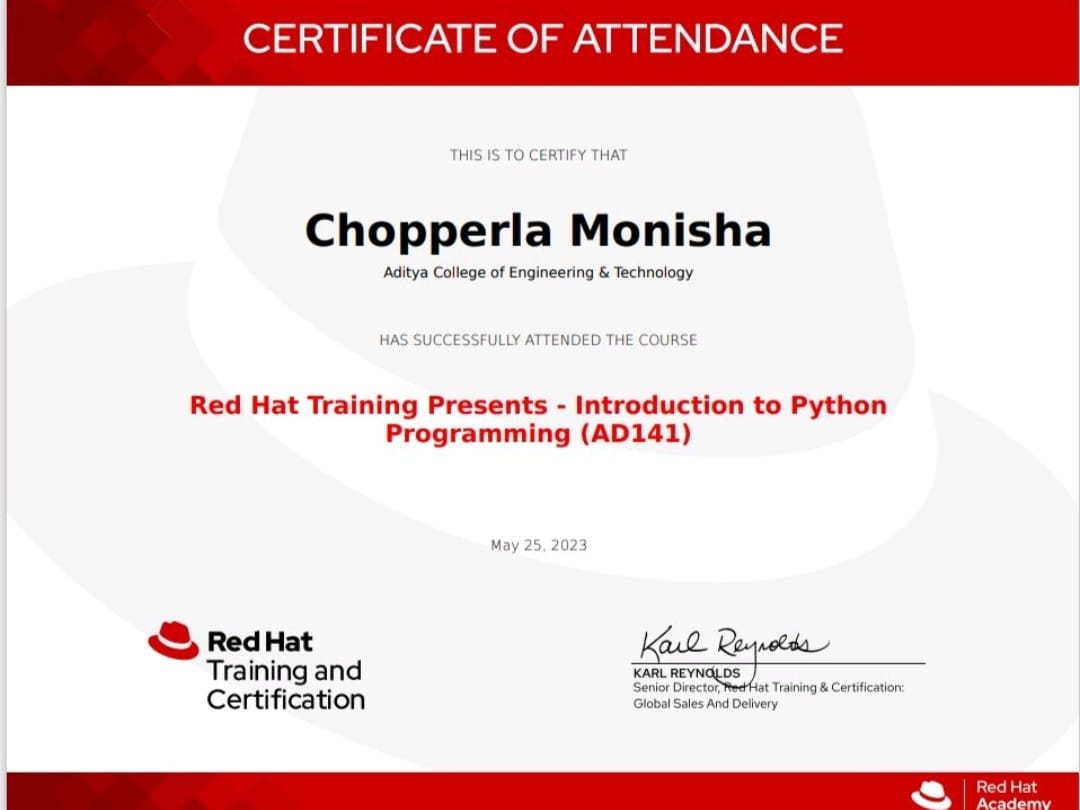 CERTIFICATE OF ATTENDANCE
THIS IS TO CERTIFY THAT
Chopperla Monisha
Aditya College of Engineering & Technology
HAS SUCCESSFULLY ATTENDED THE COURSE
Red Hat Training Presents - Introduction to Python
Programming (AD141)
May 25, 2023
Red Hat
Training and
Certification
Karl Reynolds
KARL REYNOLDS
Senior Director, Red Hat Training & Certification:
Global Sales And Delivery
Red Hat
Academy